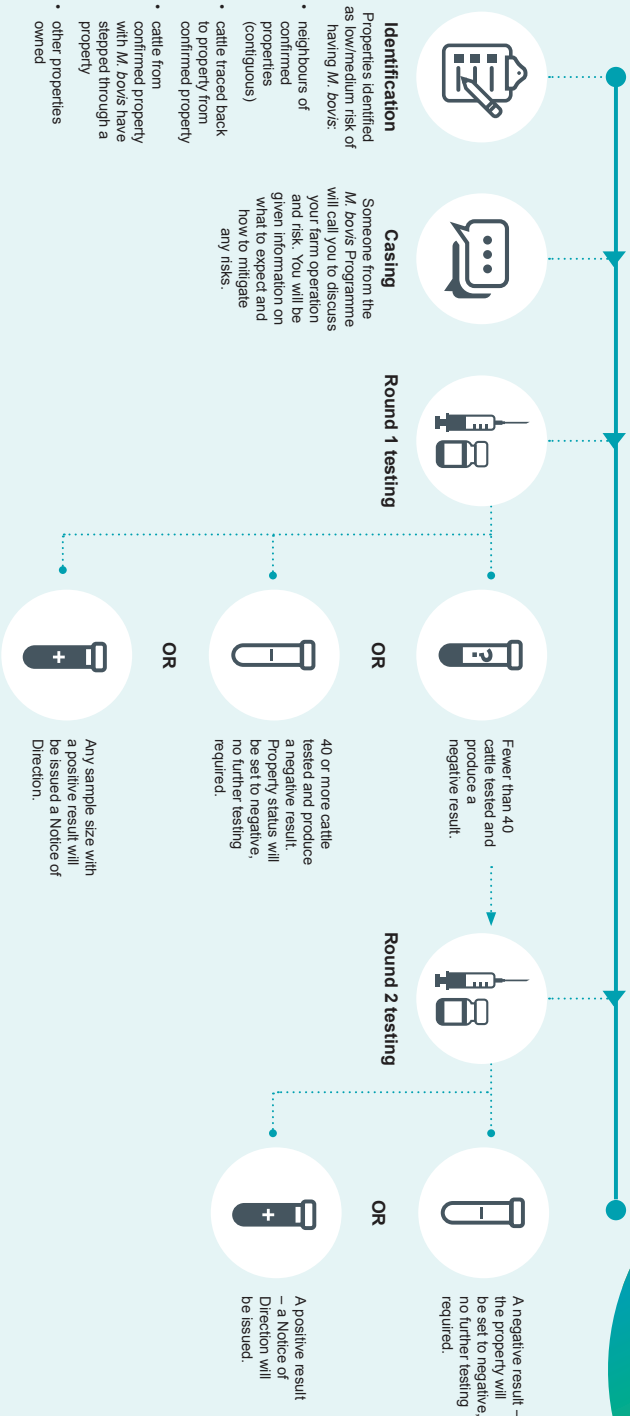 Identification
Properties identified
as low/medium risk of
having M. bovis:
• neighbours of
confirmed
properties
(contiguous)
• cattle traced back
to property from
confirmed property
• cattle from
confirmed property
with M. bovis have
stepped through a
property
• other properties
owned
Casing
Someone from the
M. bovis Programme
will call you to discuss
your farm operation
and risk. You will be
given information on
what to expect and
how to mitigate
any risks.
Round 1 testing
?
Fewer than 40
cattle tested and
produce a
negative result.
OR
–
40 or more cattle
tested and produce
a negative result.
Property status will
be set to negative,
no further testing
required.
OR
+
Any sample size with
a positive result will
be issued a Notice of
Direction.
Round 2 testing
–
A negative result –
the property will
be set to negative,
no further testing
required.
OR
+
A positive result
– a Notice of
Direction will
be issued.